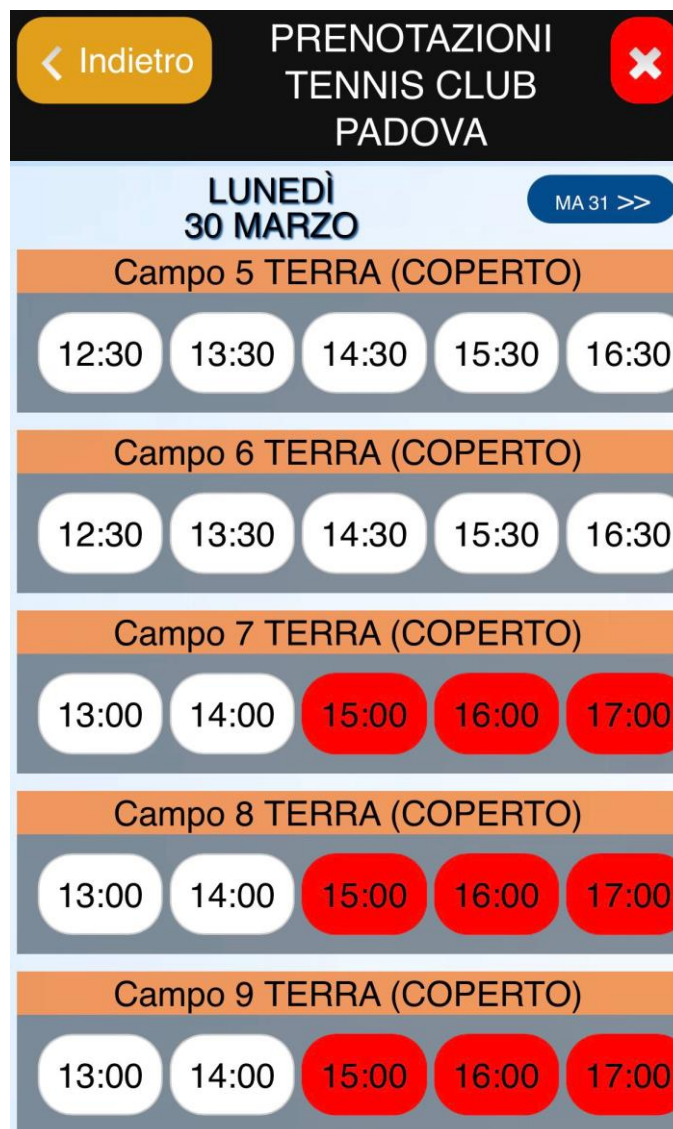 Indietro
PRENOTAZIONI
TENNIS CLUB
PADOVA
LUNEDÌ
30 MARZO
MA 31 >>
Campo 5 TERRA (COPERTO)
12:30 13:30 14:30 15:30 16:30
Campo 6 TERRA (COPERTO)
12:30 13:30 14:30 15:30 16:30
Campo 7 TERRA (COPERTO)
13:00 14:00 15:00 16:00 17:00
Campo 8 TERRA (COPERTO)
13:00 14:00 15:00 16:00 17:00
Campo 9 TERRA (COPERTO)
13:00 14:00 15:00 16:00 17:00